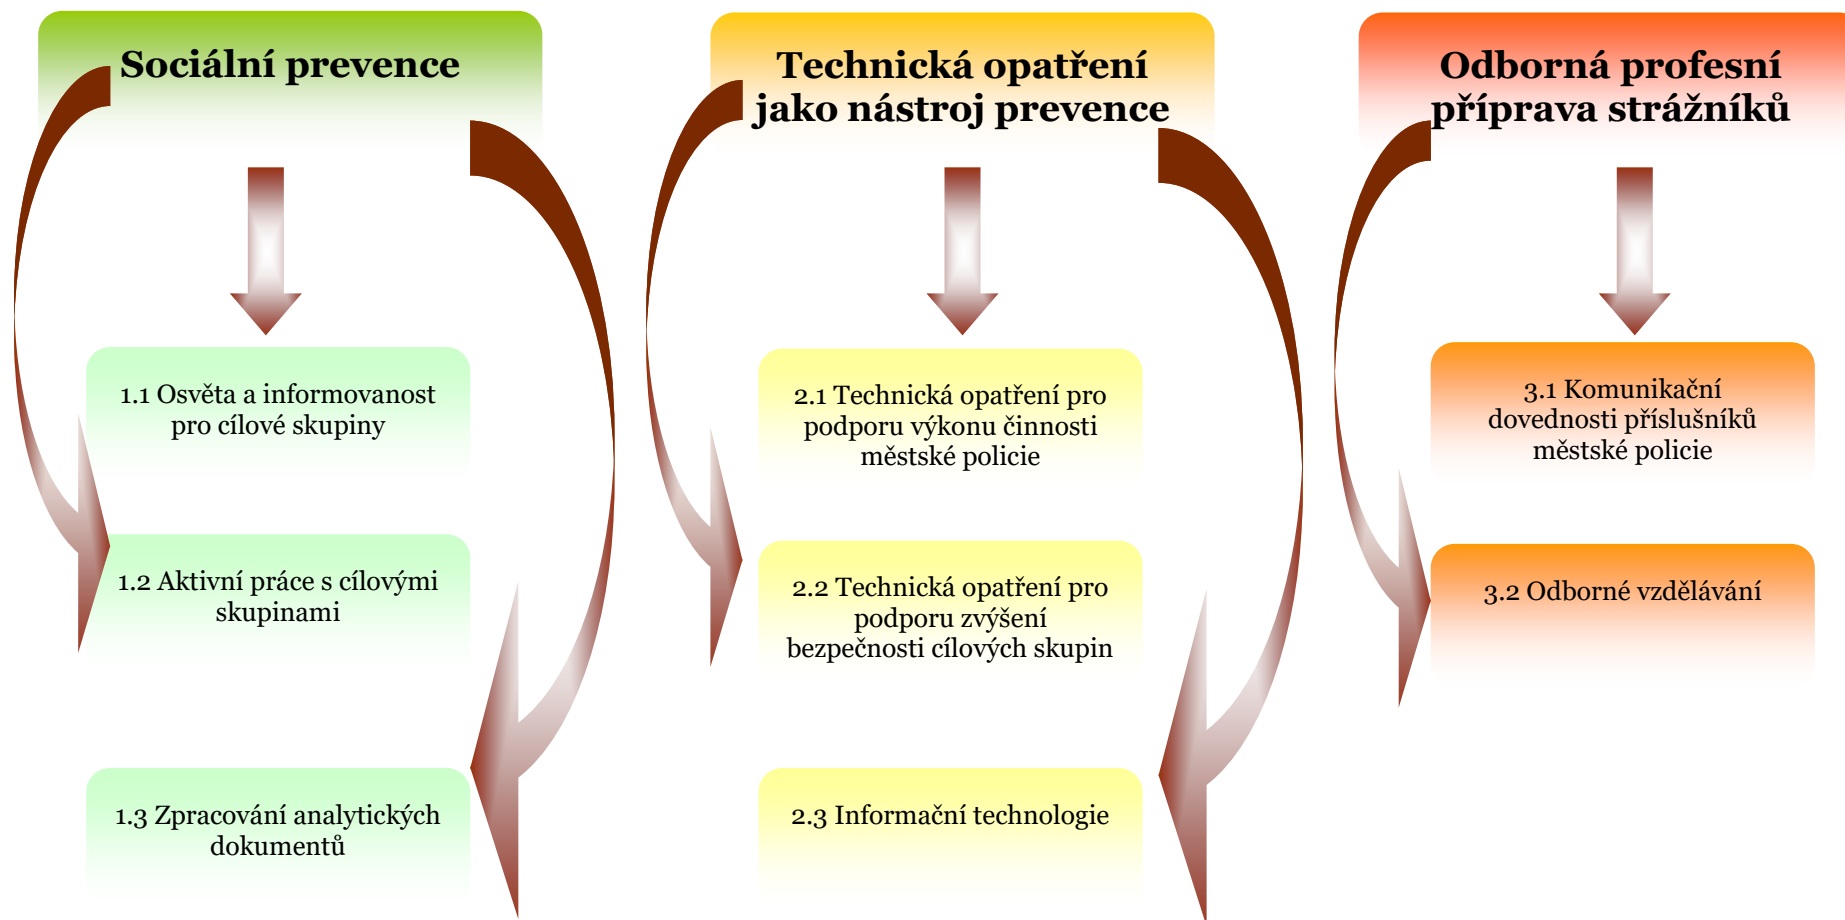 Sociální prevence
1.1 Osvěta a informovanost
pro cílové skupiny
1.2 Aktivní práce s cílovými
skupinami
1.3 Zpracování analytických
dokumentů
Technická opatření
jako nástroj prevence
2.1 Technická opatření pro
podporu výkonu činnosti
městské policie
2.2 Technická opatření pro
podporu zvýšení
bezpečnosti cílových skupin
2.3 Informační technologie
Odborná profesní
příprava strážníků
3.1 Komunikační
dovednosti příslušníků
městské policie
3.2 Odborné vzdělávání